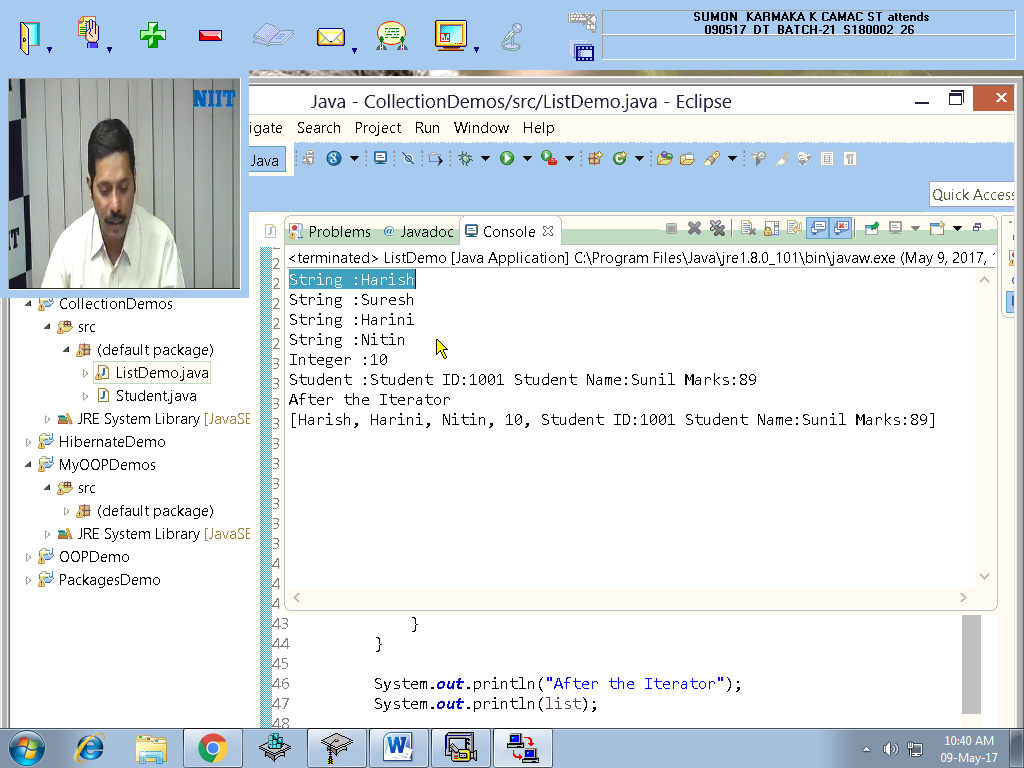 SUMON KARMAKA K CAMAC ST attends
090517_DT_BATCH-21_S180002_26
NIIT
Java - CollectionDemos/src/ListDemo.java - Eclipse
igate Search Project Run Window Help
Java
Quick Access
Problems @ Javadoc Console
<terminated> ListDemo [Java Application] C:\Program Files\Java\jre1.8.0_101\bin\javaw.exe (May 9, 2017,
String :Harish
String :Suresh
String :Harini
String :Nitin
Integer :10
Student :Student ID:1001 Student Name:Sunil Marks:89
After the Iterator
[Harish, Harini, Nitin, 10, Student ID:1001 Student Name:Sunil Marks:89]
CollectionDemos
src
(default package)
ListDemo.java
Student.java
JRE System Library [JavaSE
HibernateDemo
MyOOPDemos
src
(default package)
JRE System Library [JavaSE
OOPDemo
PackagesDemo
43 }
44 }
45
46 System.out.println("After the Iterator");
47 System.out.println(list);
48
10:40 AM
09-May-17